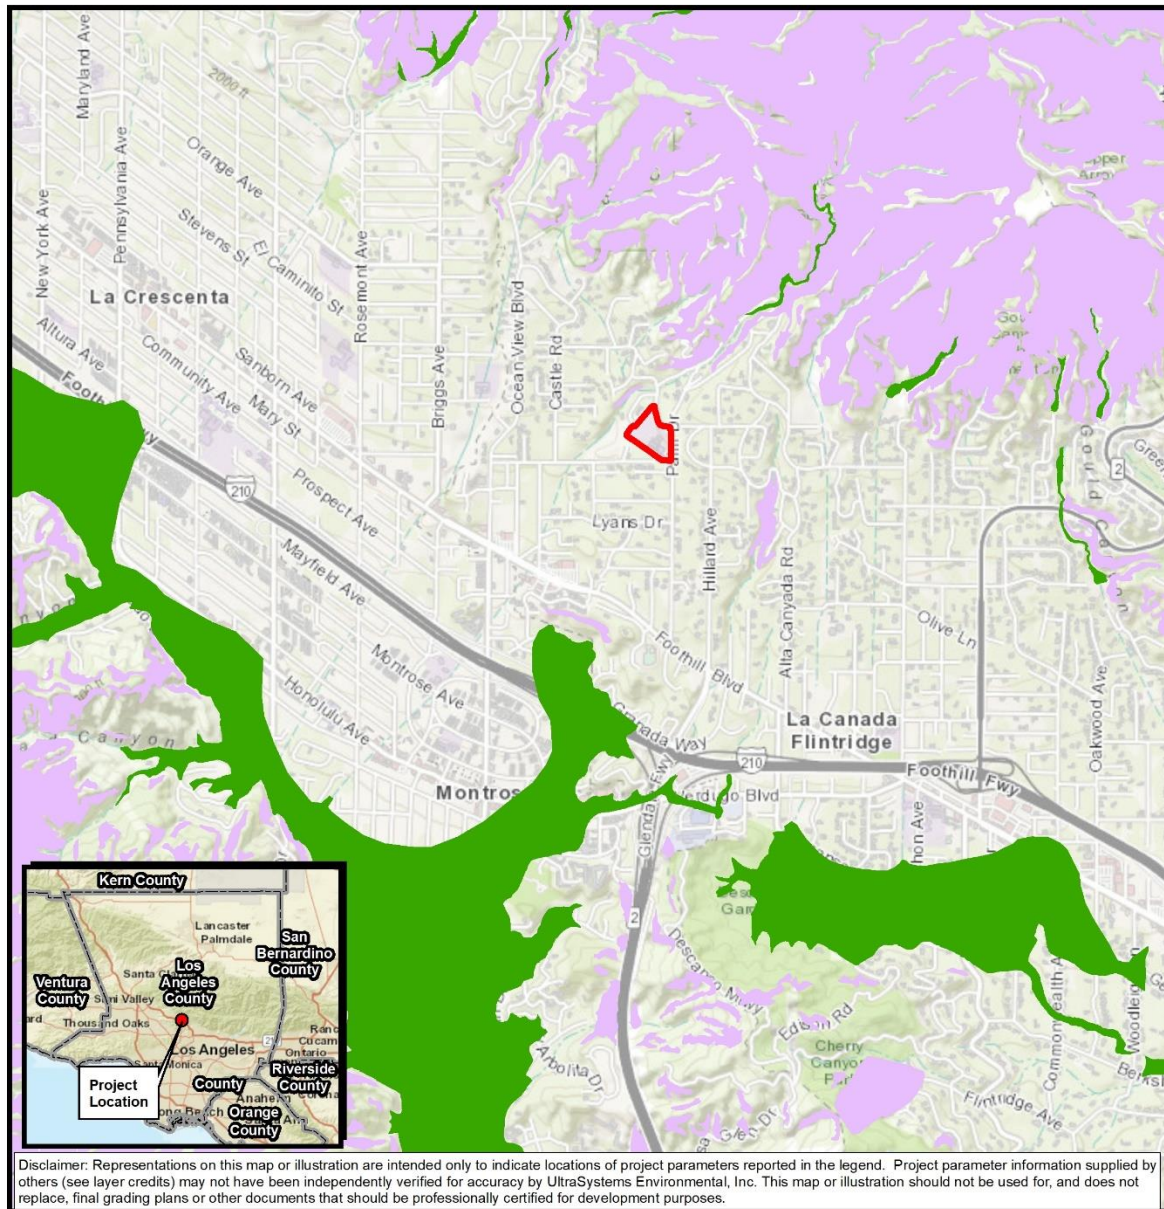 Maryland Ave
2000 ft
Pennsylvania Ave
Orange Ave
New York Ave
Stevens St
El Caminito St
Rosemont Ave
La Crescenta
Ocean View Blvd
Castle Rd
Altura Ave
Community Ave
Sanborn Ave
Mary St
Briggs Ave
Palm Dr
2
210
Prospect Ave
Lyans Dr
Hillard Ave
Mayfield Ave
Alta Canyada Rd
Olive Ln
Foothill Blvd
Montrose Ave
Honolulu Ave
Canyon
La Canada
Flintridge
Oakwood Ave
210
Foothill Fwy
Montros
Verdugo Blvd
2
Descanso
Edison Rd
Cherry
Arbolita Dr
Flintridge Ave
Kern County
Lancaster
Palmdale
San
Bernardino
County
Ventura
County
Los
Angeles
County
Simi Valley
Thousand Oaks
Los Angeles
Ontario
Riverside
County
County
Anaheim
Orange
County
Project
Location
Disclaimer: Representations on this map or illustration are intended only to indicate locations of project parameters reported in the legend.  Project parameter information supplied by
others (see layer credits) may not have been independently verified for accuracy by UltraSystems Environmental, Inc. This map or illustration should not be used for, and does not
replace, final grading plans or other documents that should be professionally certified for development purposes.